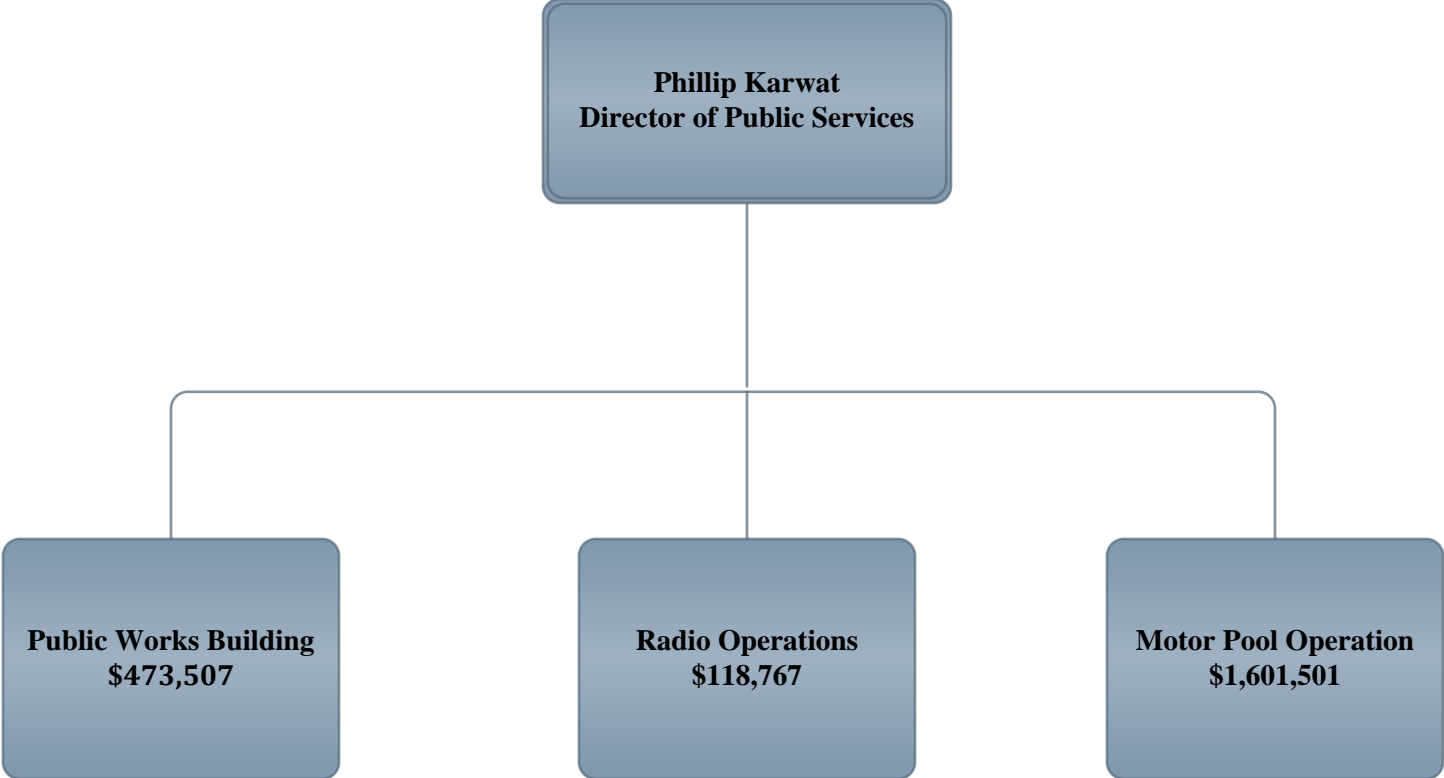 Phillip Karwat
Director of Public Services
Public Works Building
$473,507
Radio Operations
$118,767
Motor Pool Operation
$1,601,501